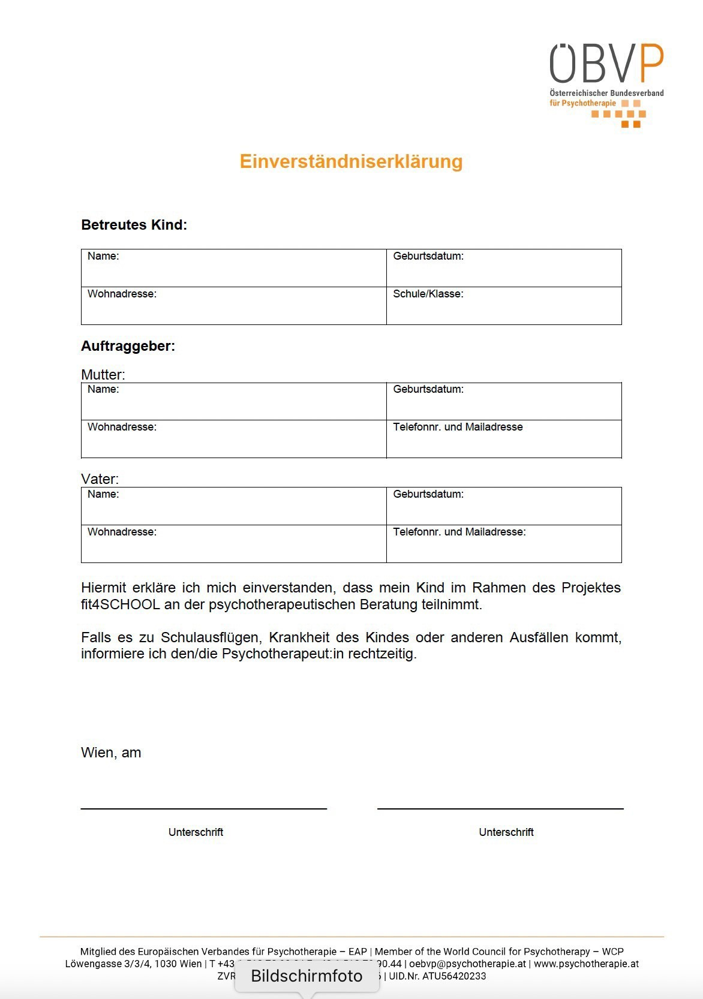 ÖBVP
Österreichischer Bundesverband
für Psychotherapie
Einverständniserklärung
Betreutes Kind:
Name: Geburtsdatum:
Wohnadresse: Schule/Klasse:
Auftraggeber:
Mutter:
Name: Geburtsdatum:
Wohnadresse: Telefonnr. und Mailadresse
Vater:
Name: Geburtsdatum:
Wohnadresse: Telefonnr. und Mailadresse:
Hiermit erkläre ich mich einverstanden, dass mein Kind im Rahmen des Projektes
fit4SCHOOL an der psychotherapeutischen Beratung teilnimmt.
Falls es zu Schulausflügen, Krankheit des Kindes oder anderen Ausfällen kommt,
informiere ich den/die Psychotherapeut:in rechtzeitig.
Wien, am
Unterschrift Unterschrift
Mitglied des Europäischen Verbandes für Psychotherapie – EAP | Member of the World Council for Psychotherapy – WCP
Löwengasse 3/3/4, 1030 Wien | T +43 90.44 | oebvp@psychotherapie.at | www.psychotherapie.at
ZVR | UID.Nr. ATU56420233
Bildschirmfoto